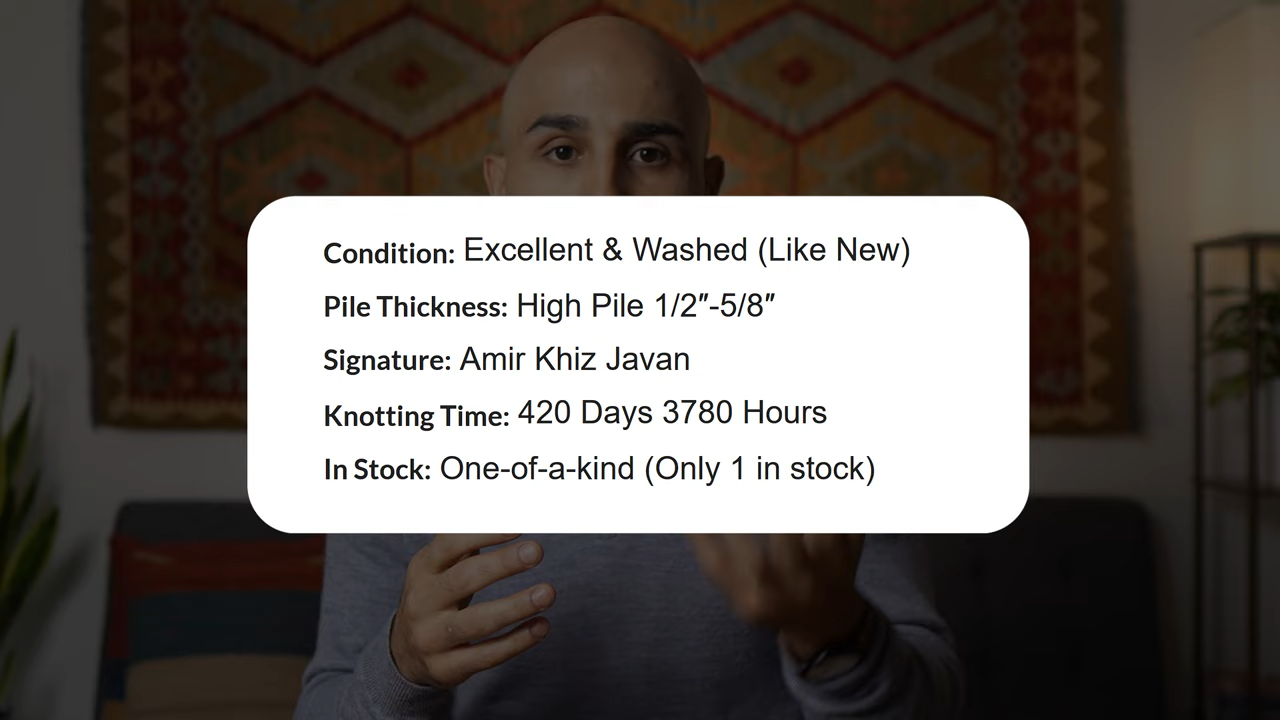 Condition: Excellent & Washed (Like New)
Pile Thickness: High Pile 1/2″-5/8″
Signature: Amir Khiz Javan
Knotting Time: 420 Days 3780 Hours
In Stock: One-of-a-kind (Only 1 in stock)